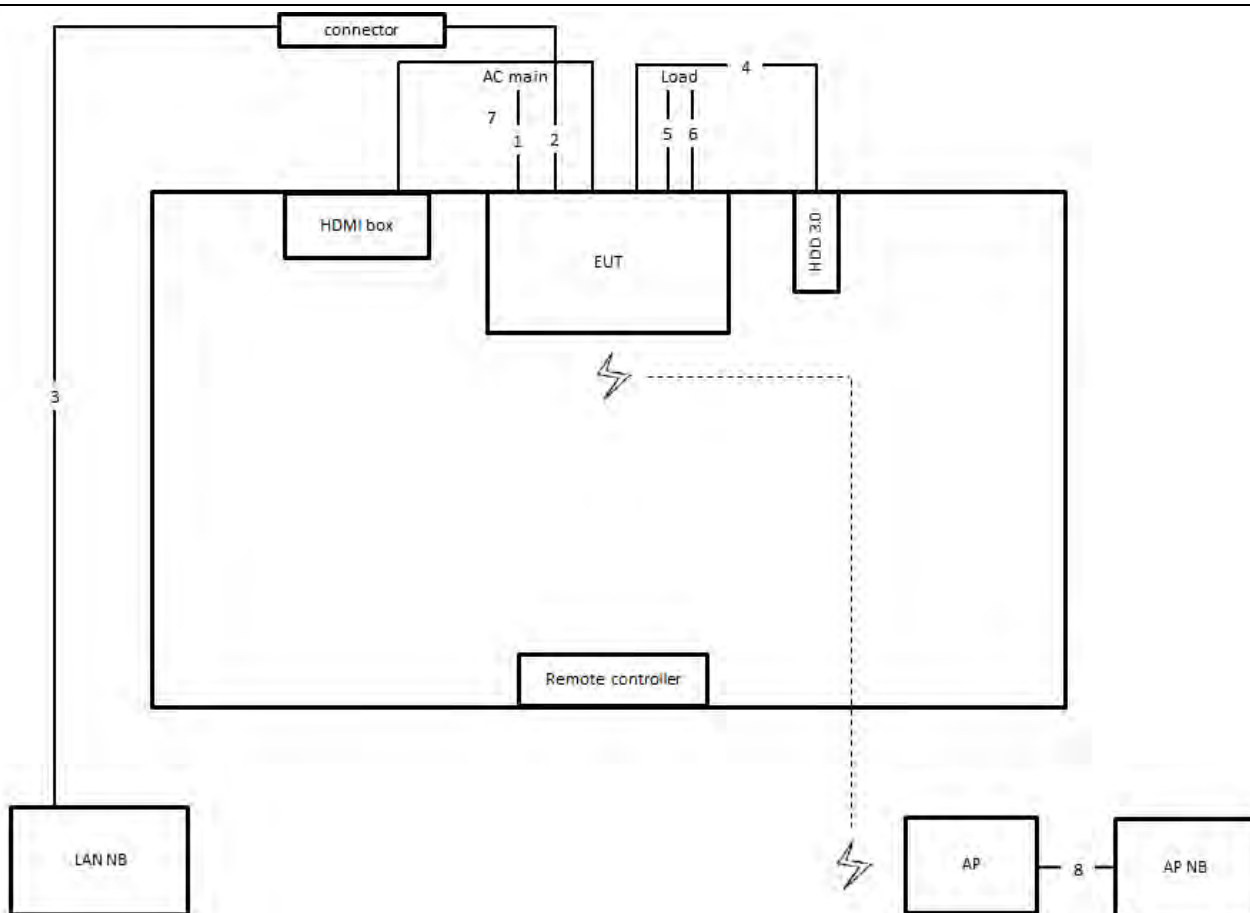 connector
AC main
Load
4
7
1
2
5
6
HDMI box
EUT
HDD 3.0
3
Remote controller
LAN NB
AP
8
AP NB